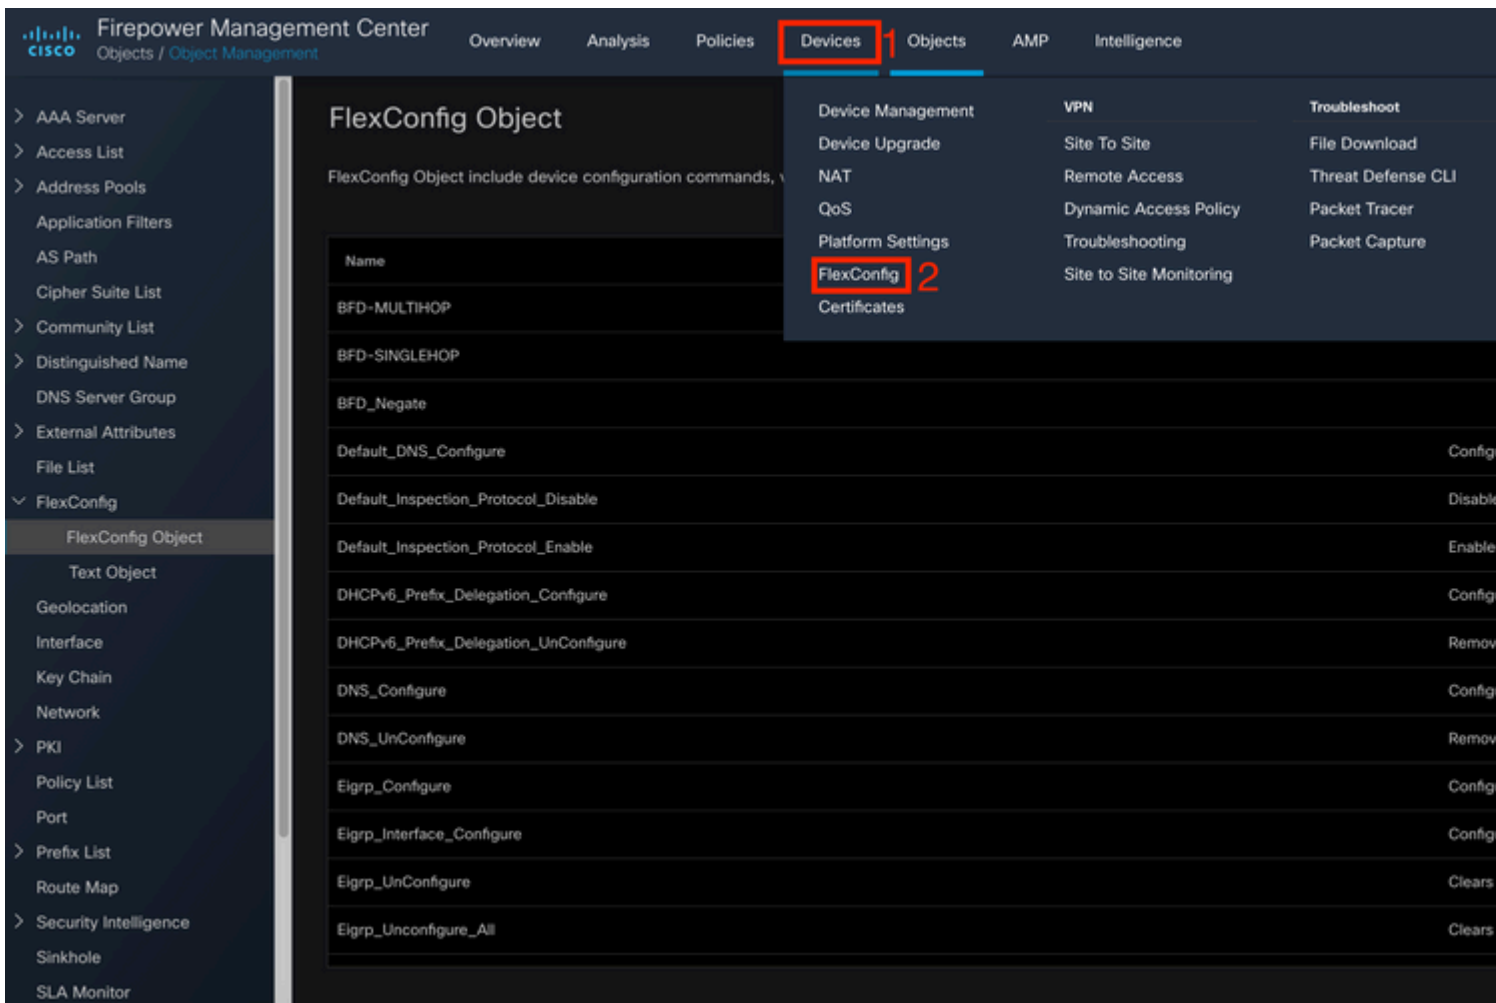 Firepower Management Center
CISCO
Objects / Object Management
Overview
Analysis
Policies
Devices
1
Objects
AMP
Intelligence
AAA Server
Access List
Address Pools
Application Filters
AS Path
Cipher Suite List
Community List
Distinguished Name
DNS Server Group
External Attributes
File List
FlexConfig
FlexConfig Object
Text Object
Geolocation
Interface
Key Chain
Network
PKI
Policy List
Port
Prefix List
Route Map
Security Intelligence
Sinkhole
SLA Monitor
FlexConfig Object
FlexConfig Object include device configuration commands,
Device Management
Device Upgrade
NAT
QoS
Platform Settings
FlexConfig
2
Certificates
VPN
Site To Site
Remote Access
Dynamic Access Policy
Troubleshooting
Site to Site Monitoring
Troubleshoot
File Download
Threat Defense CLI
Packet Tracer
Packet Capture
Name
BFD-MULTIHOP
BFD-SINGLEHOP
BFD_Negate
Default_DNS_Configure Config
Default_Inspection_Protocol_Disable Disable
Default_Inspection_Protocol_Enable Enable
DHCPv6_Prefix_Delegation_Configure Config
DHCPv6_Prefix_Delegation_UnConfigure Remov
DNS_Configure Config
DNS_UnConfigure Remov
Eigrp_Configure Config
Eigrp_Interface_Configure Config
Eigrp_UnConfigure Clears
Eigrp_Unconfigure_All Clears